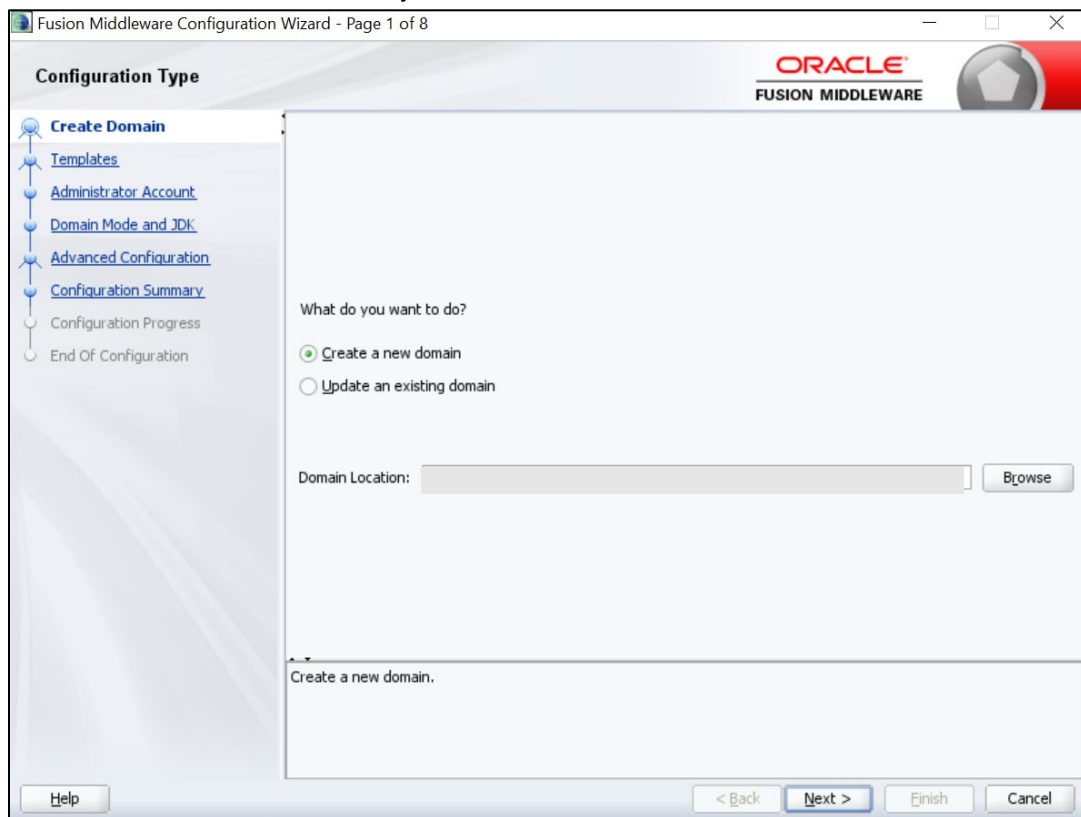 Fusion Middleware Configuration Wizard - Page 1 of 8
Configuration Type
ORACLE
FUSION MIDDLEWARE
Create Domain
Templates
Administrator Account
Domain Mode and JDK
Advanced Configuration
Configuration Summary
Configuration Progress
End Of Configuration
What do you want to do?
Create a new domain
Update an existing domain
Domain Location:
Browse
Create a new domain.
Help
< Back
Next >
Finish
Cancel